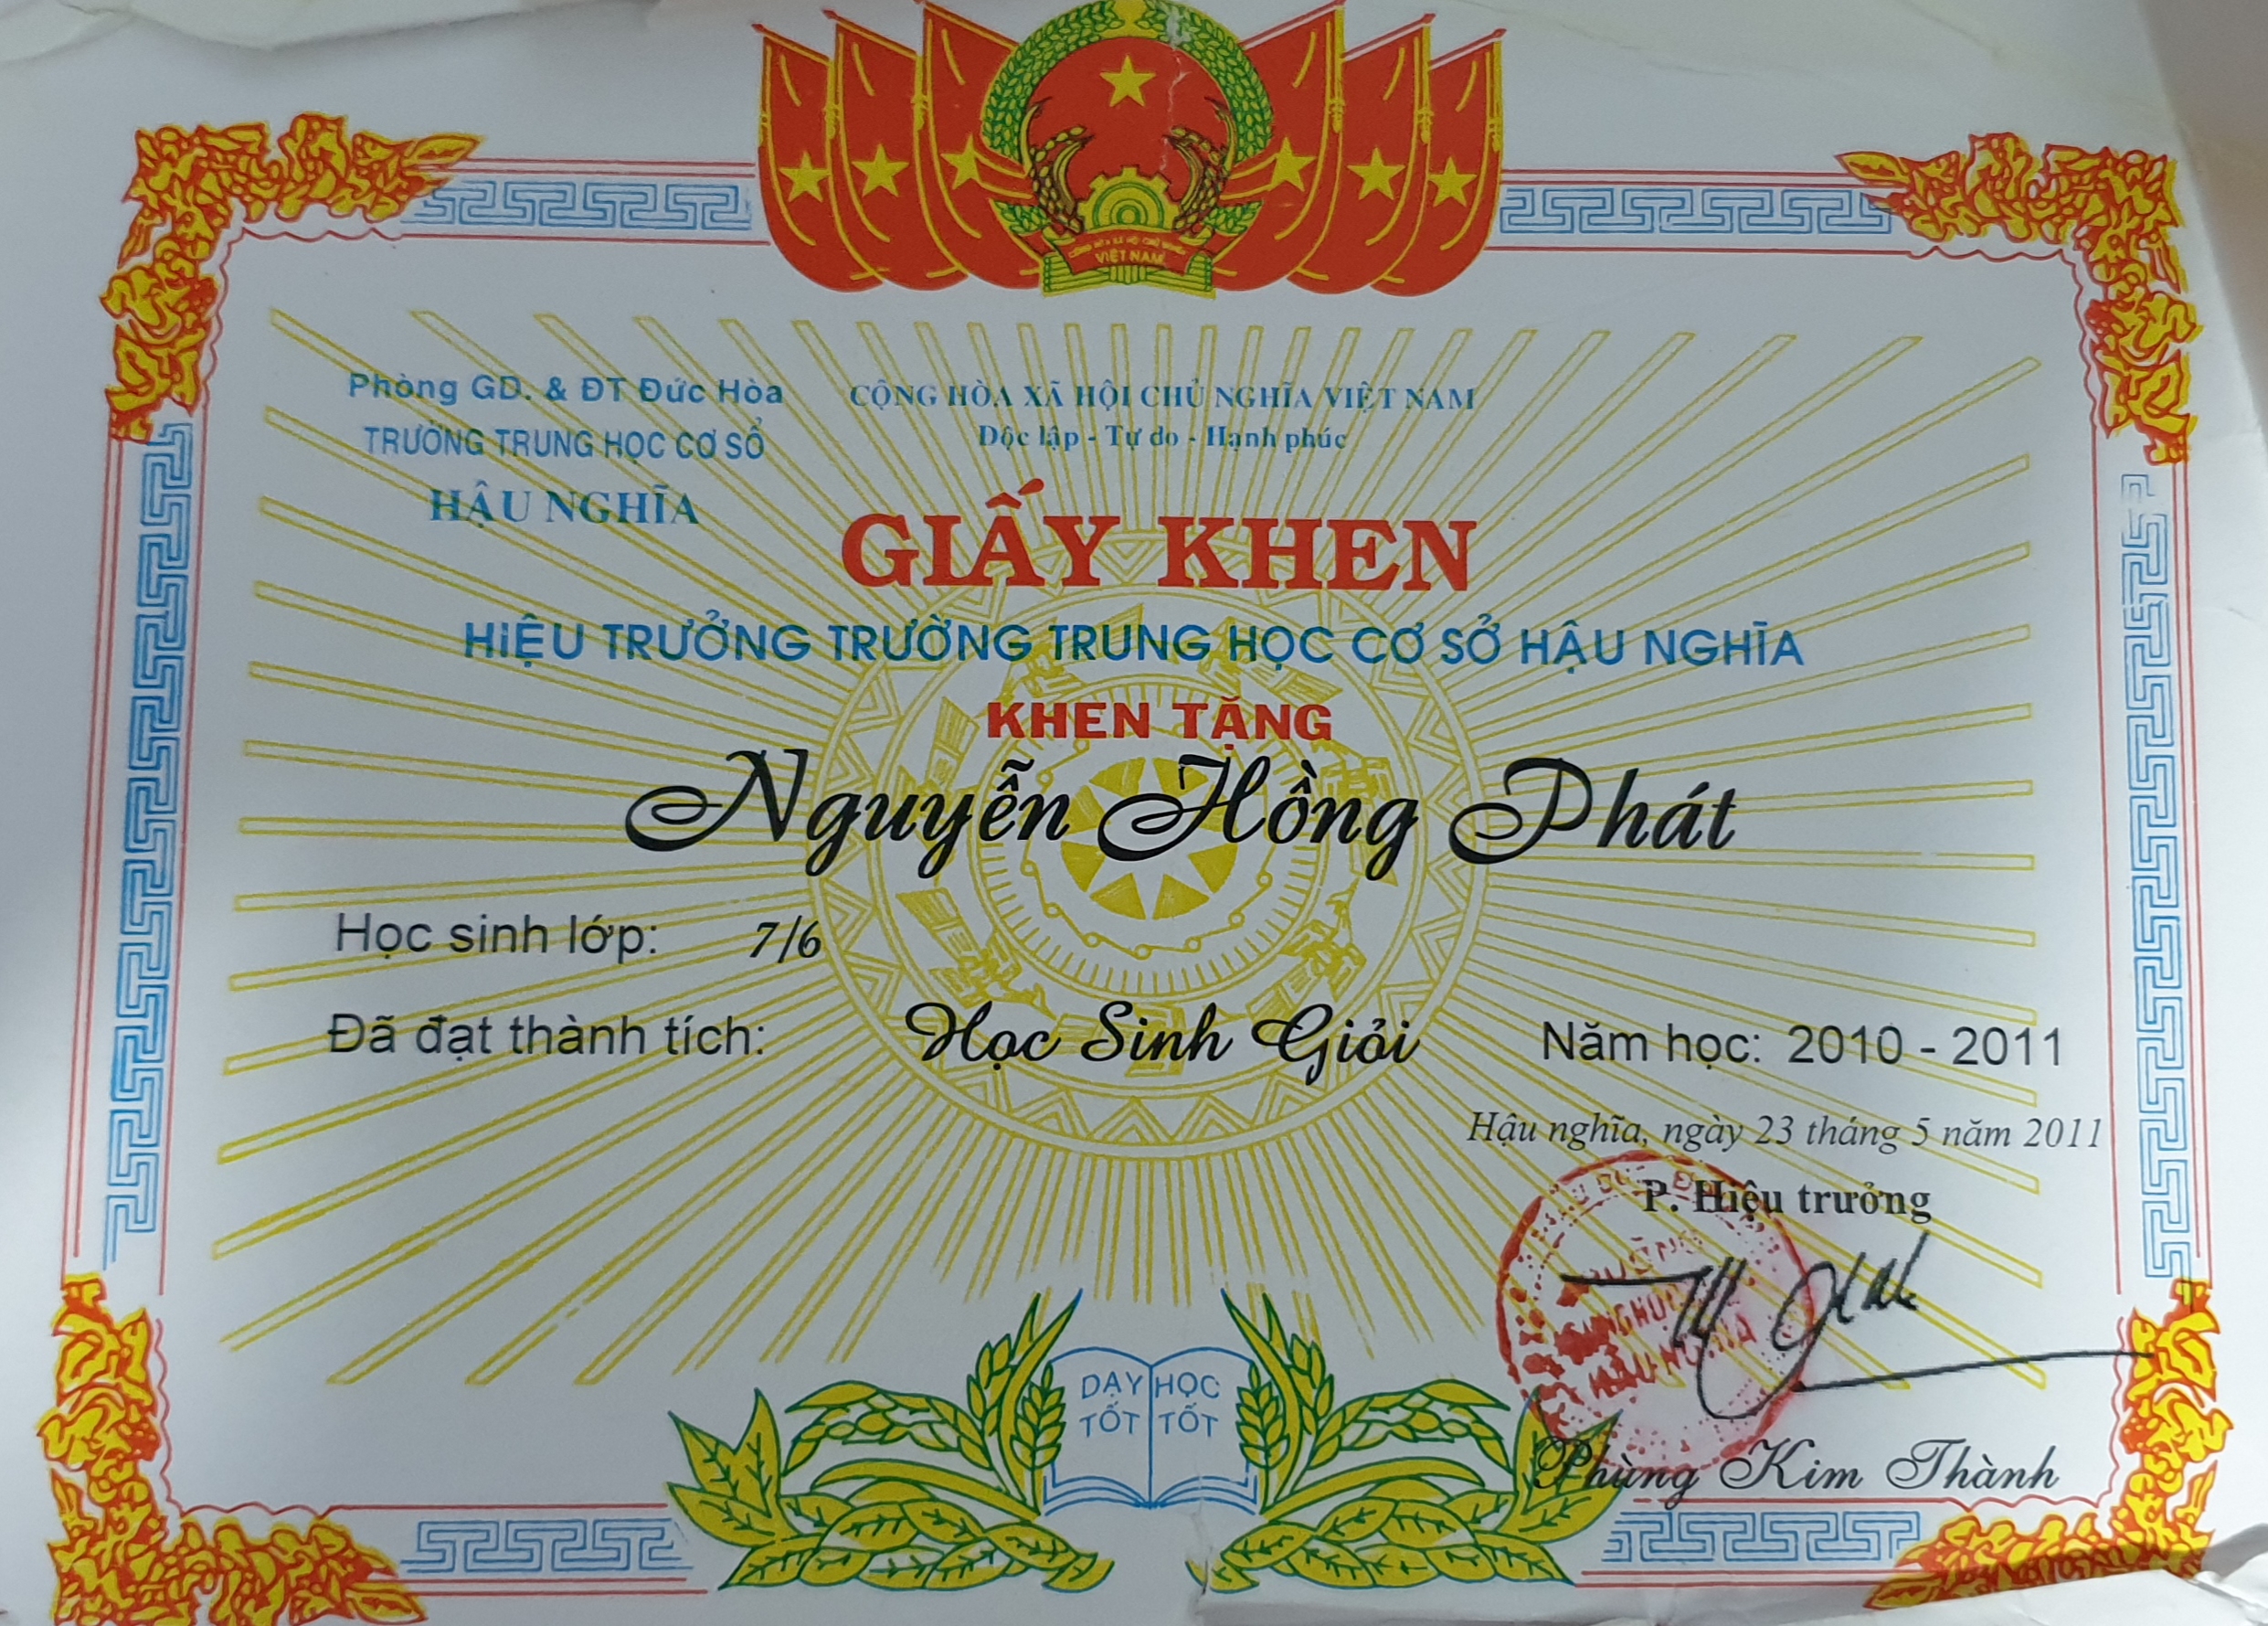 CỘNG HÒA XÃ HỘI CHỦ NGHĨA
VIỆT NAM
Phòng GD. & ĐT Đức Hòa
TRƯỜNG TRUNG HỌC CƠ SỞ
HẬU NGHĨA
CỘNG HÒA XÃ HỘI CHỦ NGHĨA VIỆT NAM
Độc lập - Tự do - Hạnh phúc
GIẤY KHEN
HIỆU TRƯỞNG TRƯỜNG TRUNG HỌC CƠ SỞ HẬU NGHĨA
KHEN TẶNG
Nguyễn Hồng Phát
Học sinh lớp: 7/6
Đã đạt thành tích: Học Sinh Giỏi Năm học: 2010 - 2011
Hậu nghĩa, ngày 23 tháng 5 năm 2011
P. Hiệu trưởng
HẬU NGHĨA
Phùng Kim Thành
DẠY HỌC
TỐT TỐT